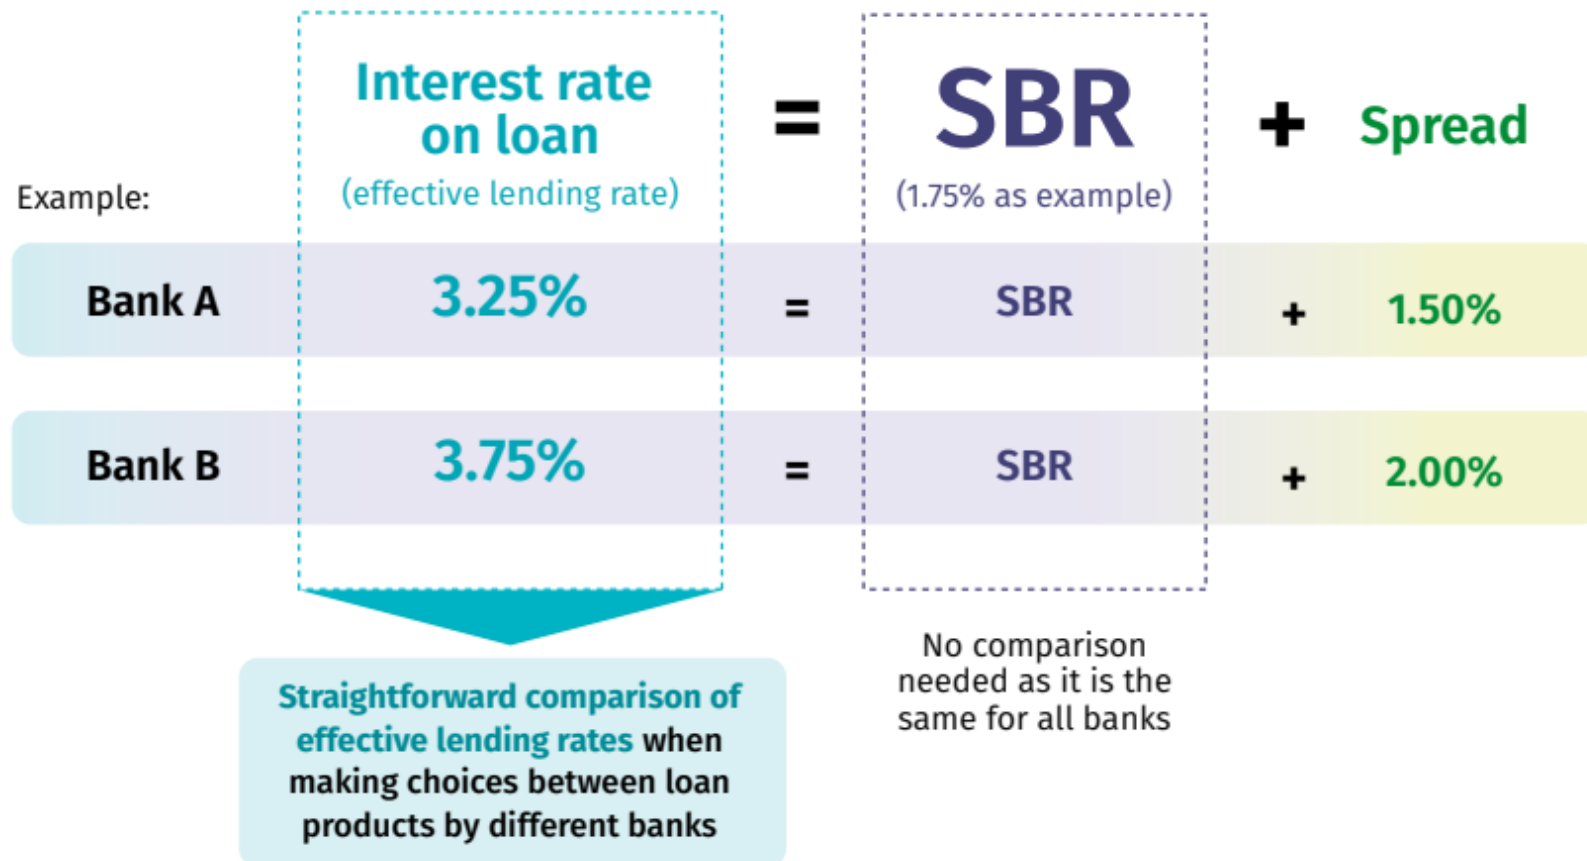 Interest rate
on loan
(effective lending rate)
=
SBR
(1.75% as example)
+
Spread
Example:
Bank A 3.25% = SBR + 1.50%
Bank B 3.75% = SBR + 2.00%
Straightforward comparison of
effective lending rates when
making choices between loan
products by different banks
No comparison
needed as it is the
same for all banks